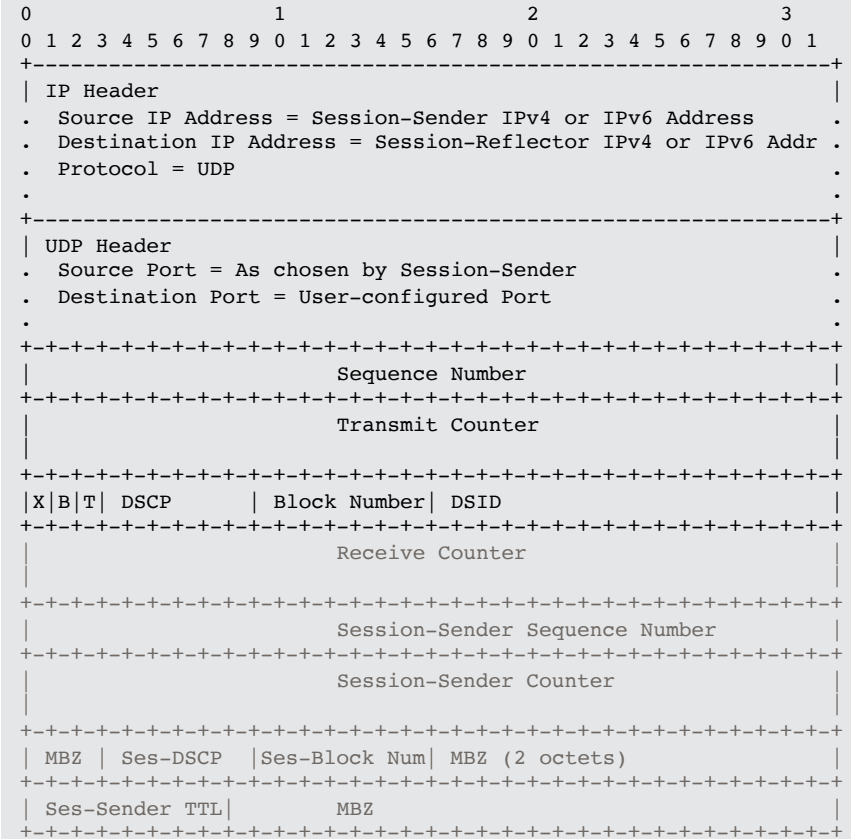 0                   1                   2                   3
0 1 2 3 4 5 6 7 8 9 0 1 2 3 4 5 6 7 8 9 0 1 2 3 4 5 6 7 8 9 0 1
+---------------------------------------------------------------+
| IP Header                                                     |
.  Source IP Address = Session-Sender IPv4 or IPv6 Address      .
.  Destination IP Address = Session-Reflector IPv4 or IPv6 Addr .
.  Protocol = UDP                                               .
.                                                               .
+---------------------------------------------------------------+
| UDP Header                                                    |
.  Source Port = As chosen by Session-Sender                    .
.  Destination Port = User-configured Port                      .
.                                                               .
+-+-+-+-+-+-+-+-+-+-+-+-+-+-+-+-+-+-+-+-+-+-+-+-+-+-+-+-+-+-+-+-+
|                        Sequence Number                        |
+-+-+-+-+-+-+-+-+-+-+-+-+-+-+-+-+-+-+-+-+-+-+-+-+-+-+-+-+-+-+-+-+
|                        Transmit Counter                       |
|                                                               |
+-+-+-+-+-+-+-+-+-+-+-+-+-+-+-+-+-+-+-+-+-+-+-+-+-+-+-+-+-+-+-+-+
|X|B|T| DSCP      | Block Number| DSID                          |
+-+-+-+-+-+-+-+-+-+-+-+-+-+-+-+-+-+-+-+-+-+-+-+-+-+-+-+-+-+-+-+-+
|                        Receive Counter                        |
|                                                               |
+-+-+-+-+-+-+-+-+-+-+-+-+-+-+-+-+-+-+-+-+-+-+-+-+-+-+-+-+-+-+-+-+
|                        Session-Sender Sequence Number         |
+-+-+-+-+-+-+-+-+-+-+-+-+-+-+-+-+-+-+-+-+-+-+-+-+-+-+-+-+-+-+-+-+
|                        Session-Sender Counter                 |
|                                                               |
+-+-+-+-+-+-+-+-+-+-+-+-+-+-+-+-+-+-+-+-+-+-+-+-+-+-+-+-+-+-+-+-+
| MBZ | Ses-DSCP  |Ses-Block Num| MBZ (2 octets)                |
+-+-+-+-+-+-+-+-+-+-+-+-+-+-+-+-+-+-+-+-+-+-+-+-+-+-+-+-+-+-+-+-+
| Ses-Sender TTL|        MBZ                                    |
+-+-+-+-+-+-+-+-+-+-+-+-+-+-+-+-+-+-+-+-+-+-+-+-+-+-+-+-+-+-+-+-+